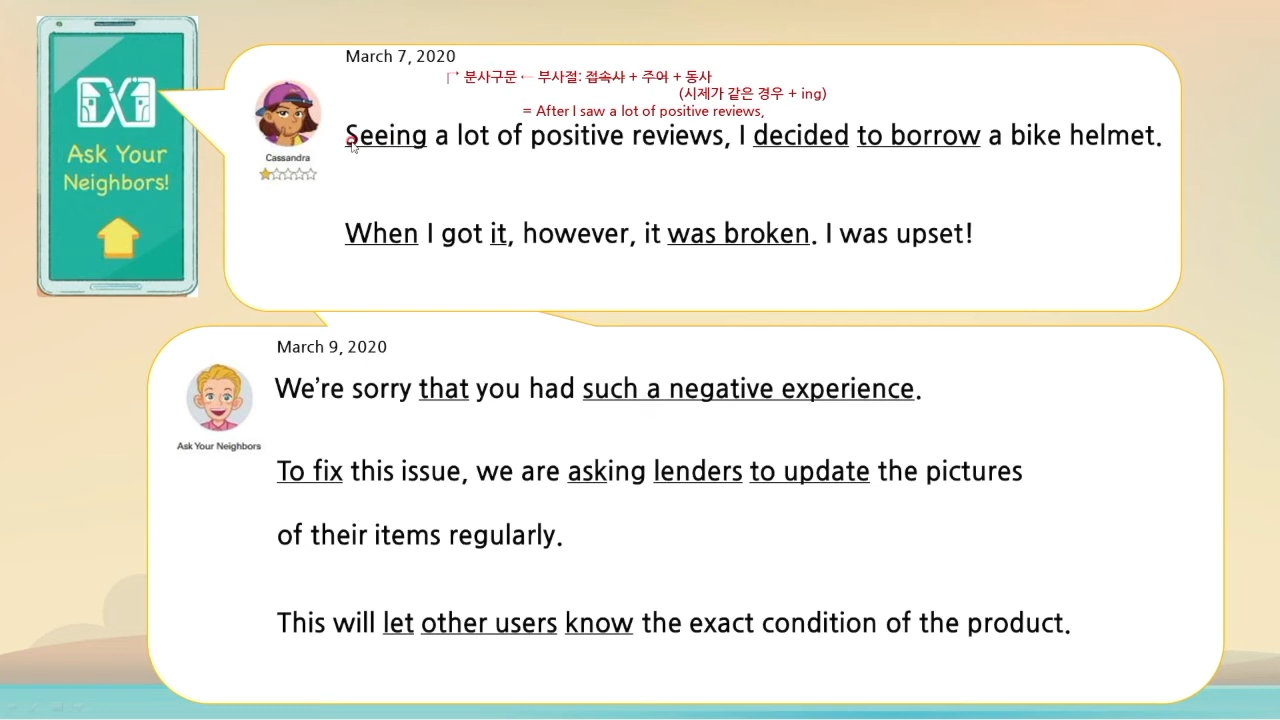 Ask Your
Neighbors!
March 7, 2020
분사구문 ← 부사절: 접속사 + 주어 + 동사
(시제가 같은 경우 + ing)
= After I saw a lot of positive reviews,
Cassandra
Seeing a lot of positive reviews, I decided to borrow a bike helmet.
When I got it, however, it was broken. I was upset!
March 9, 2020
Ask Your Neighbors
We’re sorry that you had such a negative experience.
To fix this issue, we are asking lenders to update the pictures
of their items regularly.
This will let other users know the exact condition of the product.